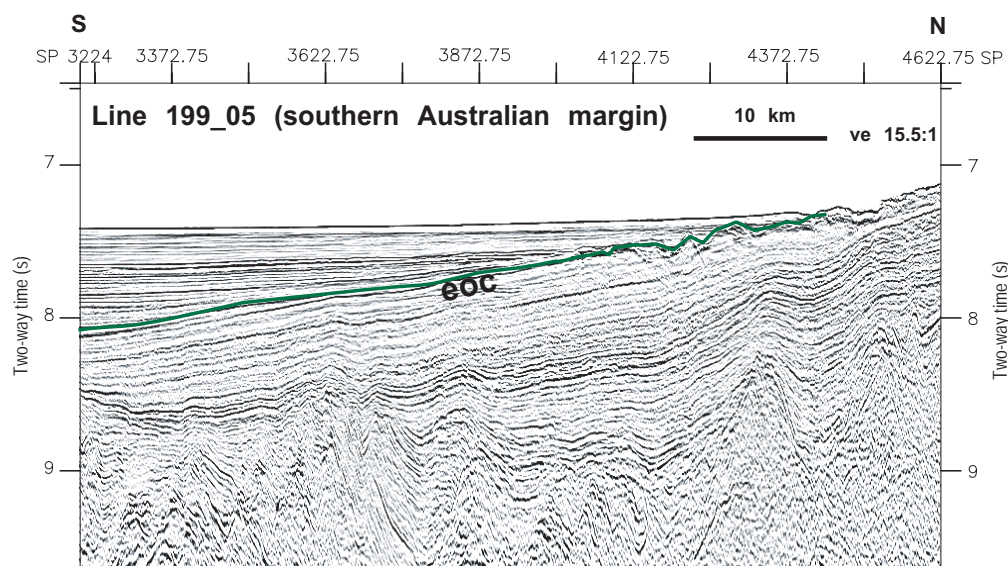 S N
SP 3224 3372.75 3622.75 3872.75 4122.75 4372.75 4622.75 SP
Line 199_05 (southern Australian margin)
10 km
ve 15.5:1
7 7
eoc
8 8
Two-way time (s) Two-way time (s)
9 9